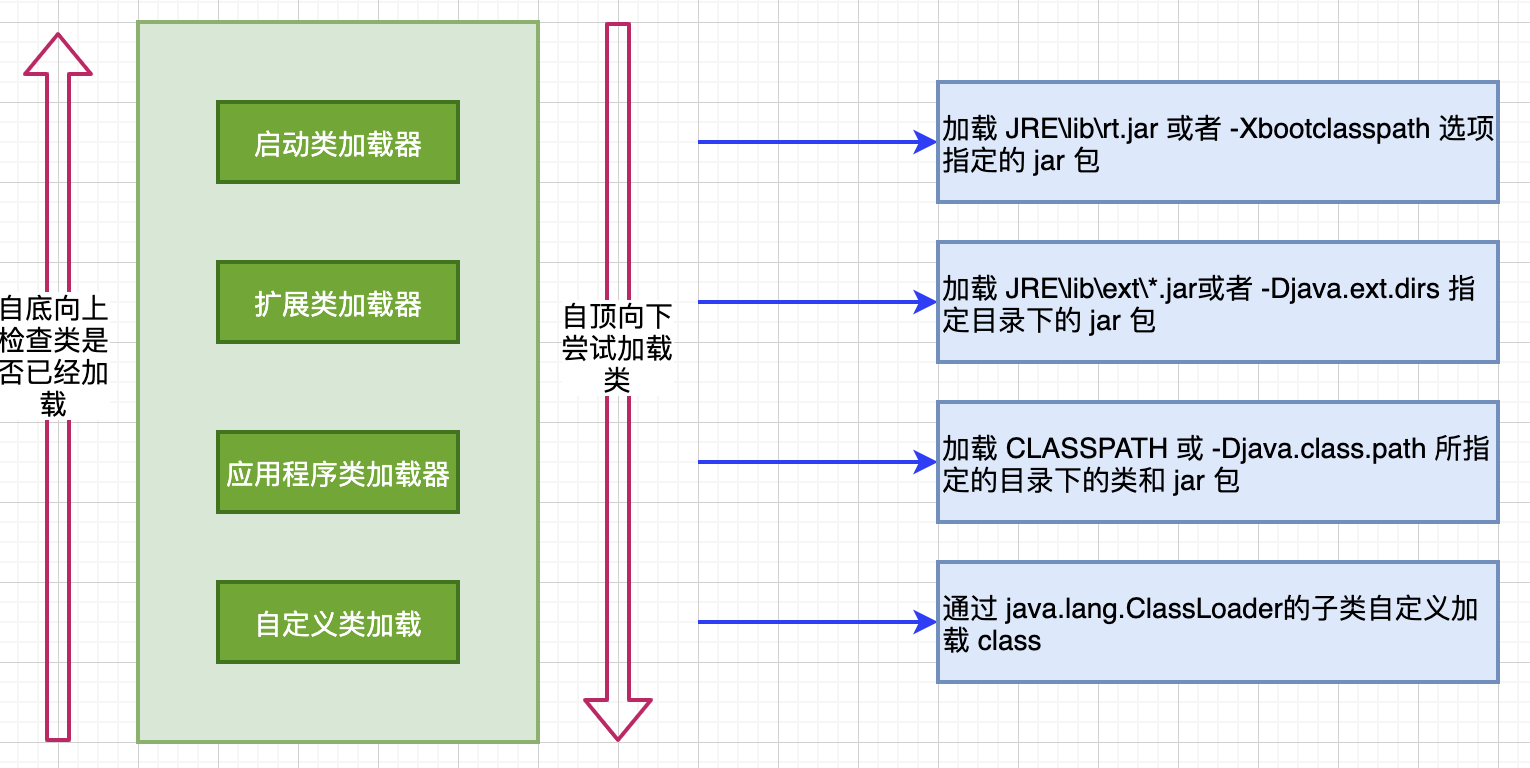 启动类加载器
加载 JRE\lib\rt.jar 或者 -Xbootclasspath 选项
指定的 jar 包
扩展类加载器
加载 JRE\lib\ext\*.jar或者 -Djava.ext.dirs 指
定目录下的 jar 包
自底向上
检查类是
否已经加
载
自顶向下
尝试加载
类
应用程序类加载器
加载 CLASSPATH 或 -Djava.class.path 所指
定的目录下的类和 jar 包
自定义类加载
通过 java.lang.ClassLoader的子类自定义加
载 class